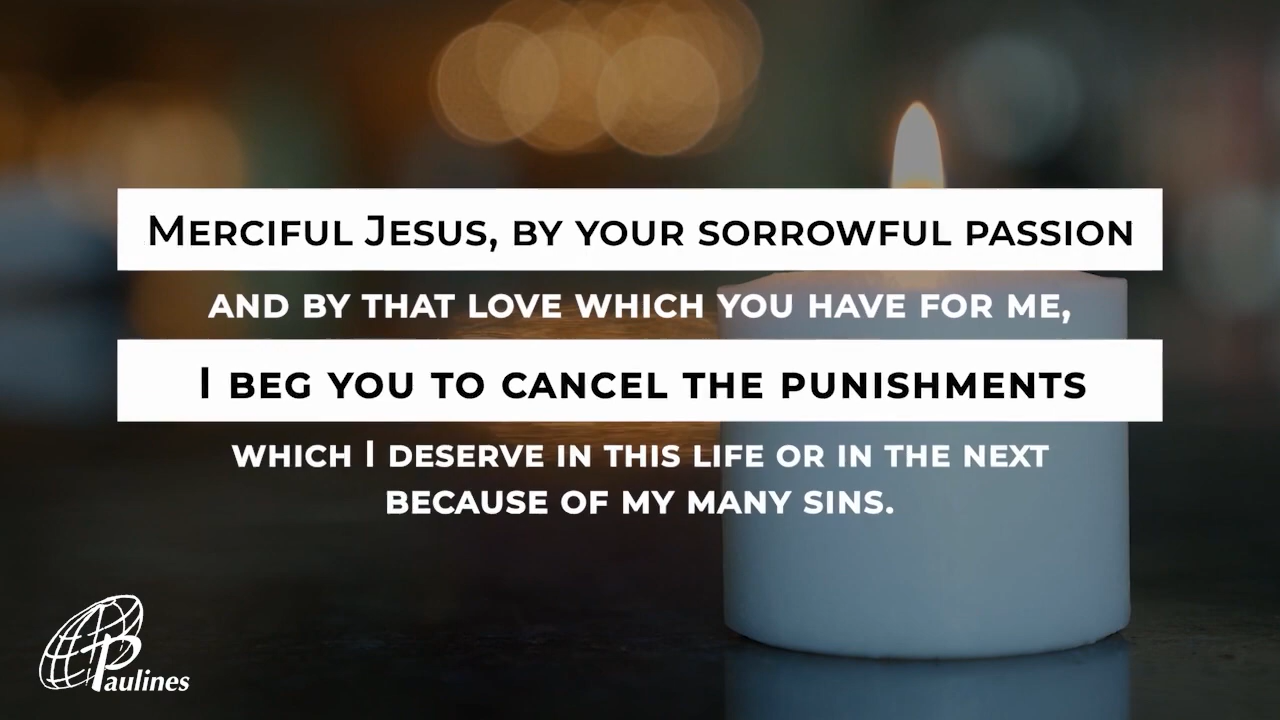 Merciful Jesus, by your sorrowful passion
and by that love which you have for me,
I beg you to cancel the punishments
which I deserve in this life or in the next
because of my many sins.
Paulines